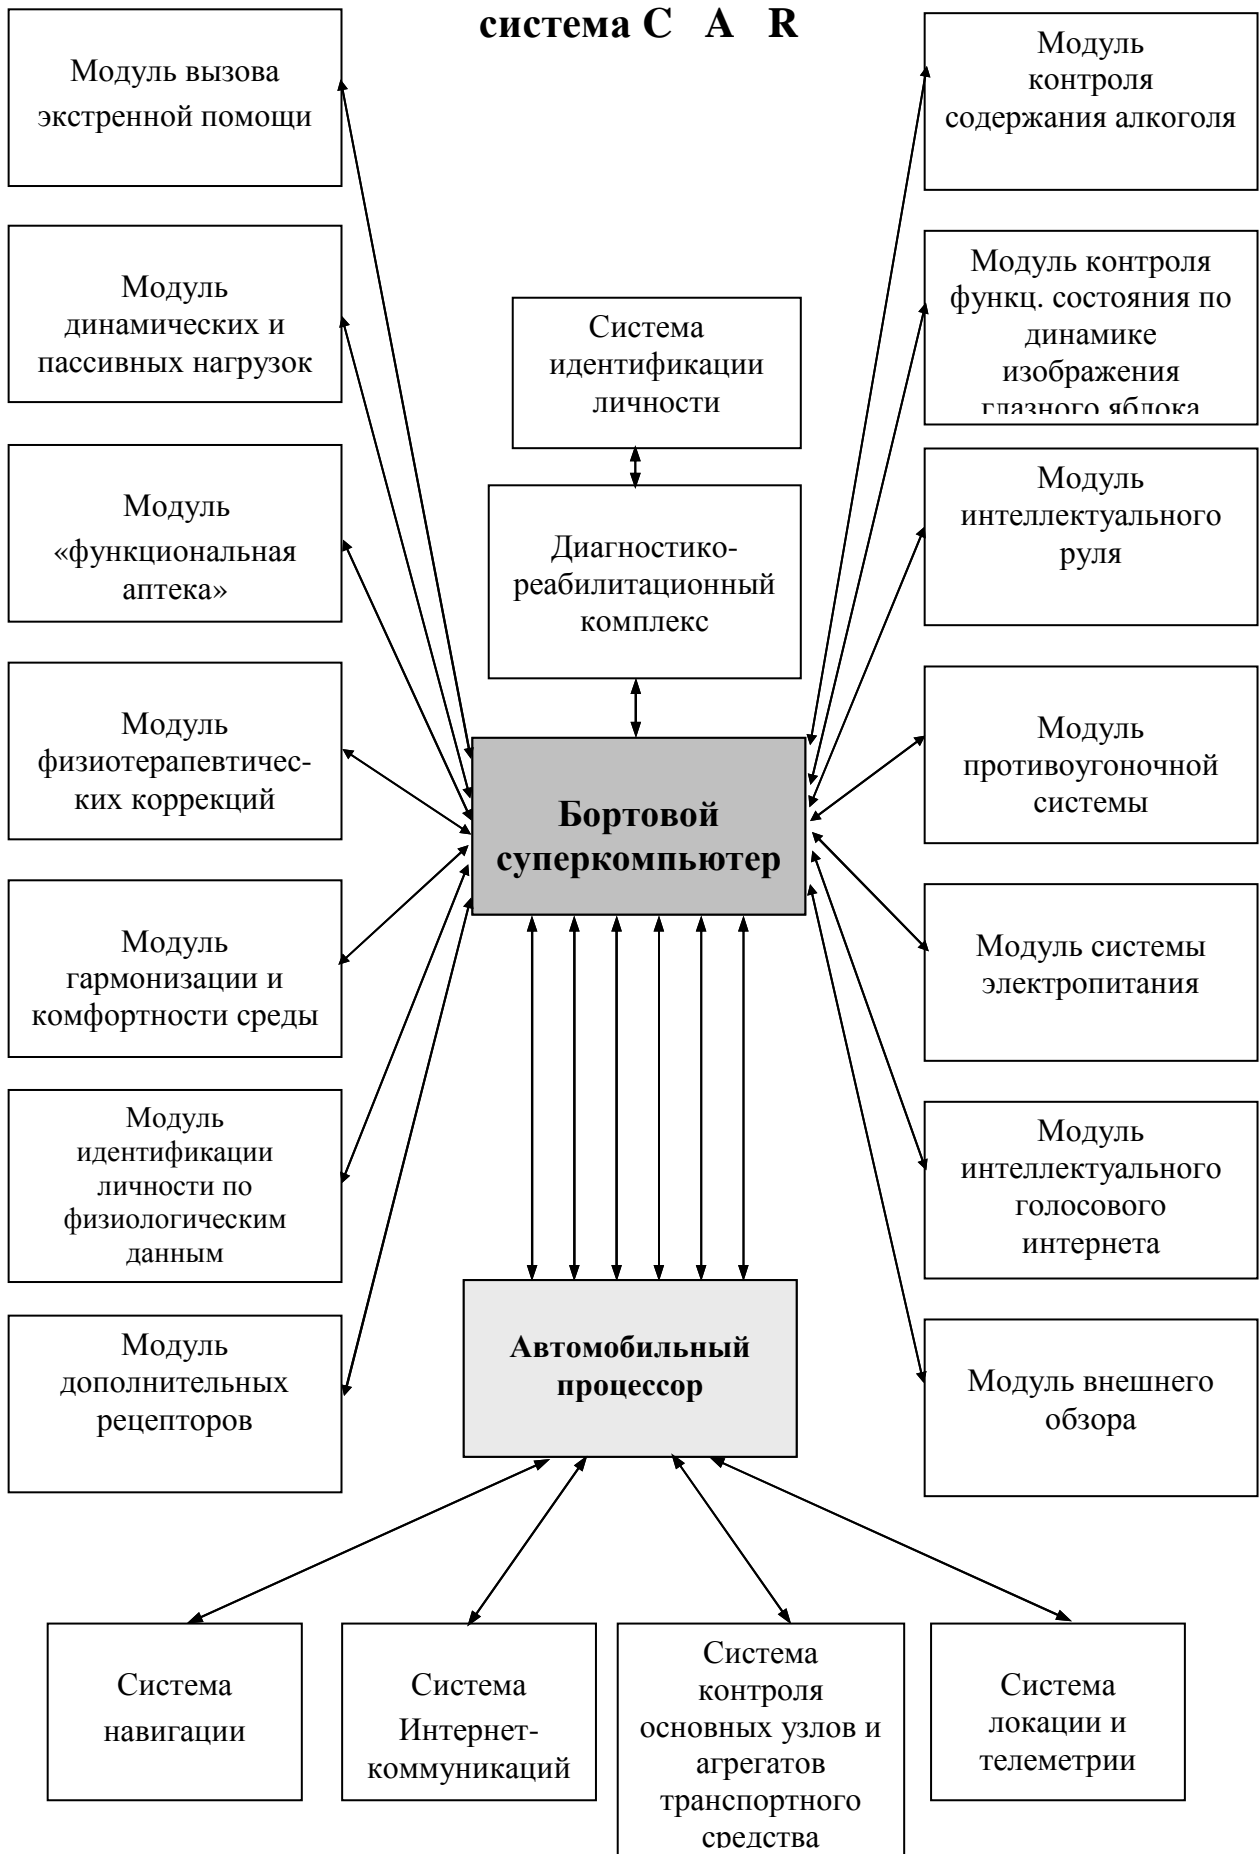 система C A R
Модуль вызова
экстренной помощи
Модуль
динамических и
пассивных нагрузок
Модуль
«функциональная
аптека»
Модуль
физиотерапевтичес-
ких коррекций
Модуль
гармонизации и
комфортности среды
Модуль
идентификации
личности по
физиологическим
данным
Модуль
дополнительных
рецепторов
Система
идентификации
личности
Диагностико-
реабилитационный
комплекс
Бортовой
суперкомпьютер
Автомобильный
процессор
Модуль
контроля
содержания алкоголя
Модуль контроля
функц. состояния по
динамике
изображения
глазного яблока
Модуль
интеллектуального
руля
Модуль
противоугоночной
системы
Модуль системы
электропитания
Модуль
интеллектуального
голосового
интернета
Модуль внешнего
обзора
Система
навигации
Система
Интернет-
коммуникаций
Система
контроля
основных узлов и
агрегатов
транспортного
средства
Система
локации и
телеметрии